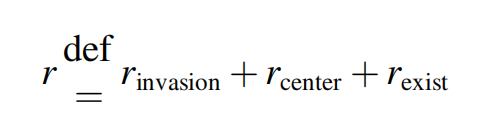 r def = r_invasion + r_center + r_exist